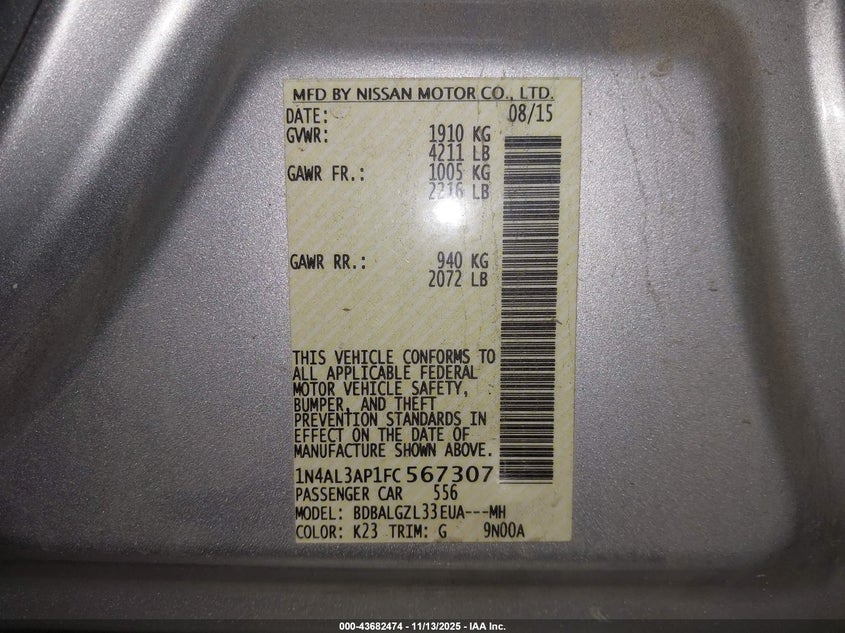 MFD BY NISSAN MOTOR CO., LTD.
DATE: 08/15
GVWR: 1910 KG
4211 LB
GAWR FR.: 1005 KG
2216 LB
GAWR RR.: 940 KG
2072 LB
THIS VEHICLE CONFORMS TO
ALL APPLICABLE FEDERAL
MOTOR VEHICLE SAFETY,
BUMPER, AND THEFT
PREVENTION STANDARDS IN
EFFECT ON THE DATE OF
MANUFACTURE SHOWN ABOVE.
1N4AL3AP1FC567307
PASSENGER CAR 556
MODEL: BDBALGZL33EUA---MH
COLOR: K23 TRIM: G 9N00A
000-43682474 - 11/13/2025 - IAA Inc.